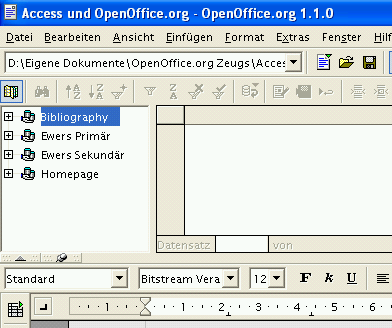 Access und OpenOffice.org - OpenOffice.org 1.1.0
Datei Bearbeiten Ansicht Einfügen Format Extras Fenster Hilf
D:\Eigene Dokumente\OpenOffice.org Zeugs\Acces
Bibliography
Ewers Primär
Ewers Sekundär
Homepage
Datensatz von
Standard Bitstream Vera 12 F K U
1 1 2 3 4 5 6